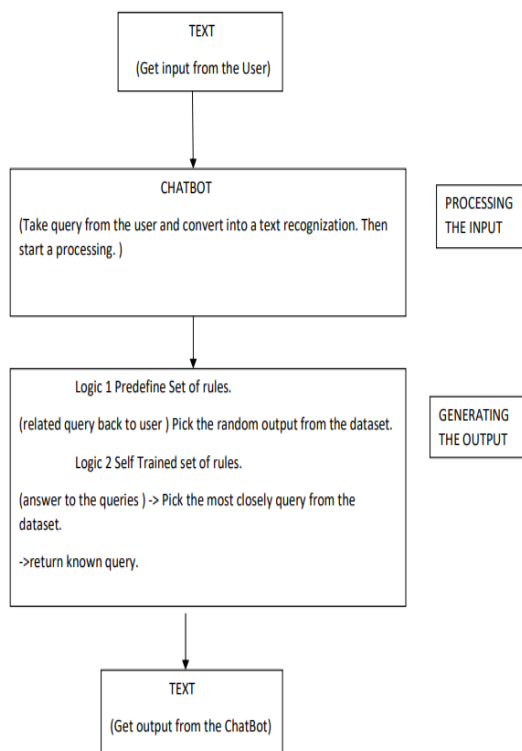 TEXT
(Get input from the User)
CHATBOT
(Take query from the user and convert into a text recognization. Then
start a processing. )
PROCESSING
THE INPUT
Logic 1 Predefine Set of rules.
(related query back to user ) Pick the random output from the dataset.
Logic 2 Self Trained set of rules.
(answer to the queries ) -> Pick the most closely query from the
dataset.
->return known query.
GENERATING
THE OUTPUT
TEXT
(Get output from the ChatBot)